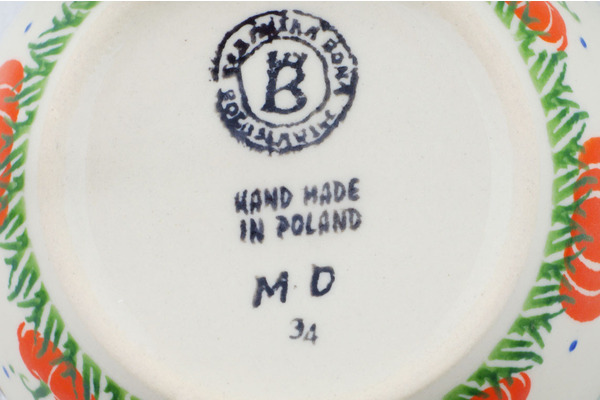 B
HAND MADE
IN POLAND
M.D
34